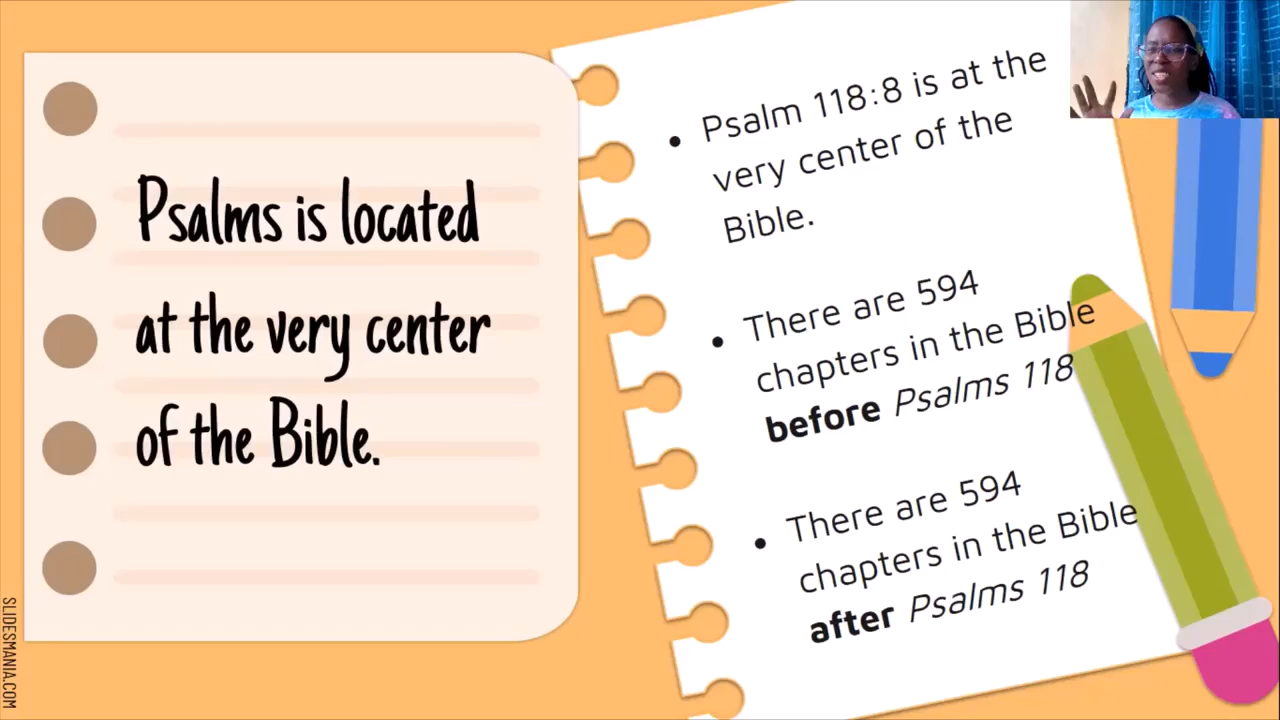 Psalms is located
at the very center
of the Bible.
• Psalm 118:8 is at the
very center of the
Bible.
• There are 594
chapters in the Bible
before Psalms 118
• There are 594
chapters in the Bible
after Psalms 118
SLIDESMANIA.COM